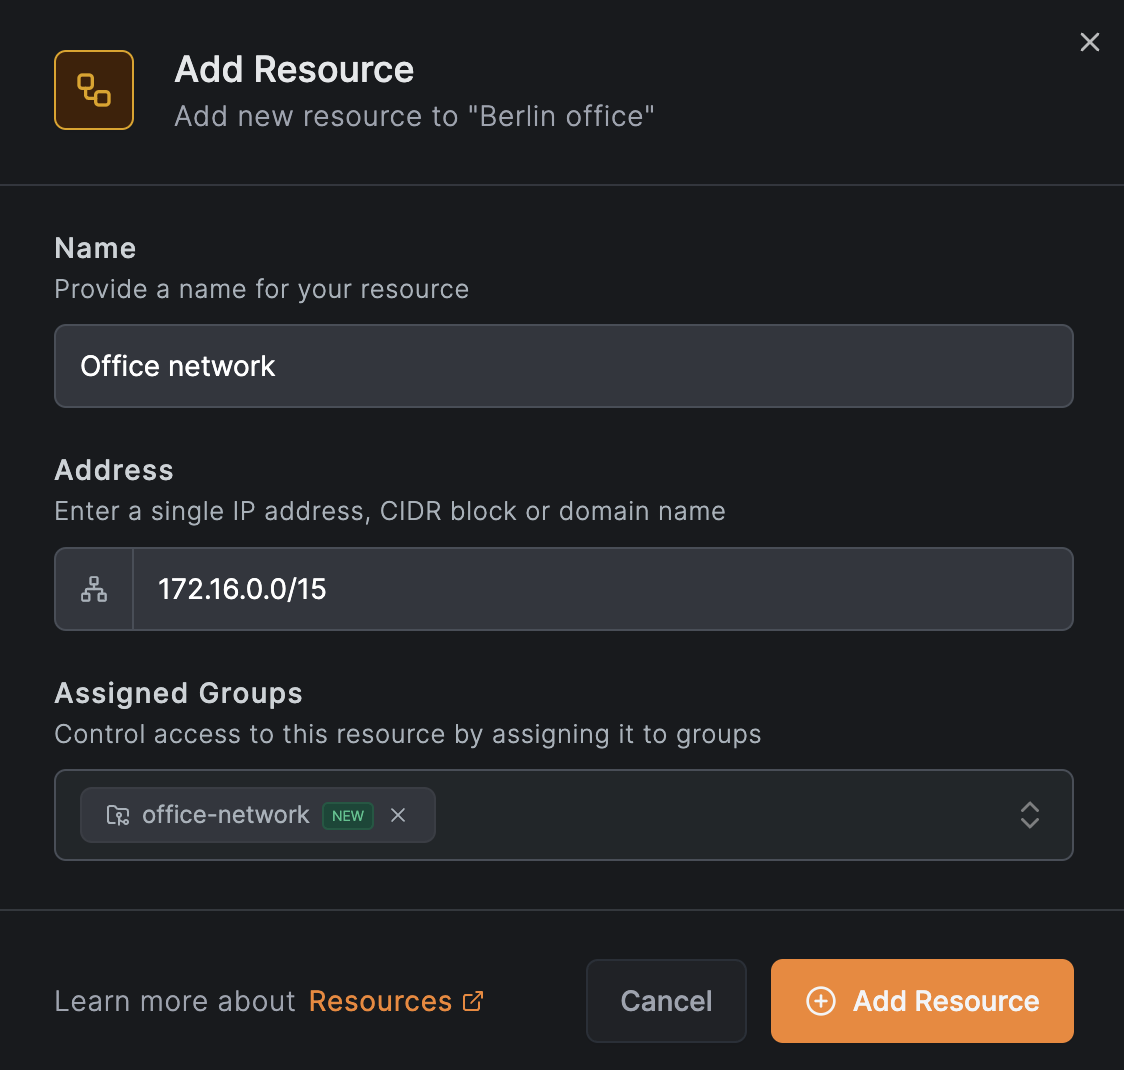 Add Resource
Add new resource to "Berlin office"
Name
Provide a name for your resource
Office network
Address
Enter a single IP address, CIDR block or domain name
172.16.0.0/15
Assigned Groups
Control access to this resource by assigning it to groups
office-network NEW
Learn more about Resources
Cancel
Add Resource